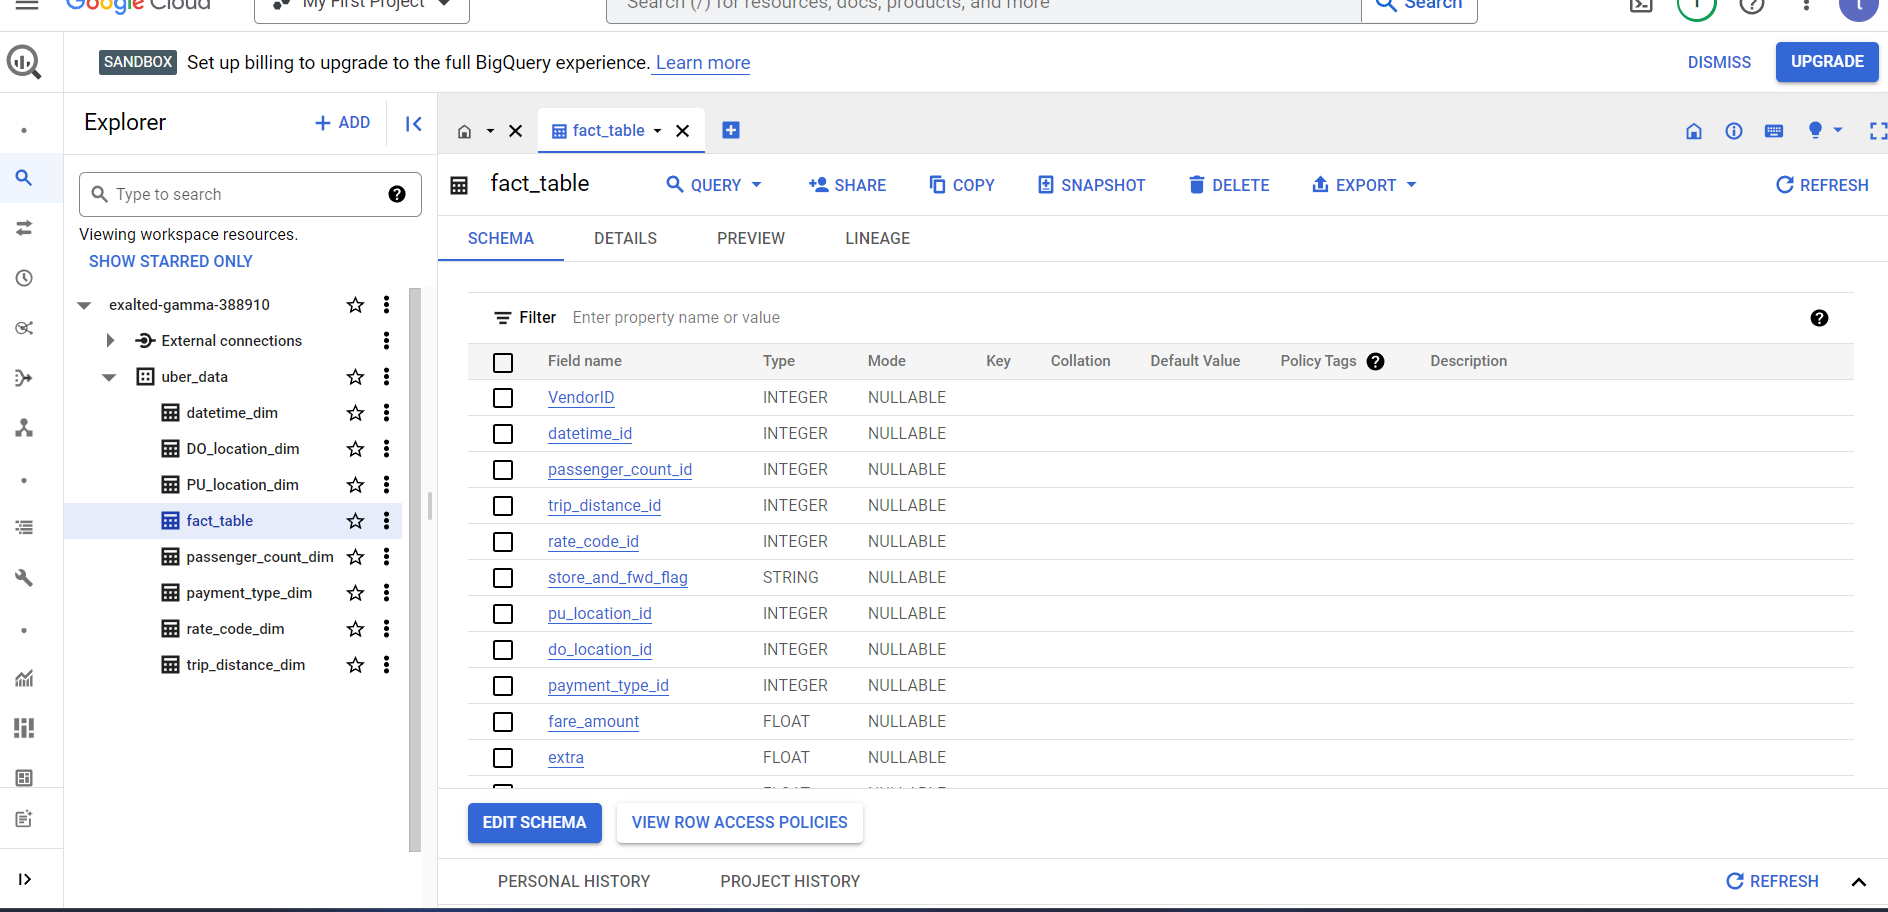 Google Cloud
My First Project
Search (/) for resources, docs, products, and more
Search
1
t
SANDBOX Set up billing to upgrade to the full BigQuery experience. Learn more
DISMISS
UPGRADE
Explorer
ADD
Type to search
Viewing workspace resources.
SHOW STARRED ONLY
exalted-gamma-388910
External connections
uber_data
datetime_dim
DO_location_dim
PU_location_dim
fact_table
passenger_count_dim
payment_type_dim
rate_code_dim
trip_distance_dim
fact_table
fact_table
QUERY
SHARE
COPY
SNAPSHOT
DELETE
EXPORT
REFRESH
SCHEMA
DETAILS
PREVIEW
LINEAGE
Filter Enter property name or value
Field name Type Mode Key Collation Default Value Policy Tags Description
VendorID INTEGER NULLABLE
datetime_id INTEGER NULLABLE
passenger_count_id INTEGER NULLABLE
trip_distance_id INTEGER NULLABLE
rate_code_id INTEGER NULLABLE
store_and_fwd_flag STRING NULLABLE
pu_location_id INTEGER NULLABLE
do_location_id INTEGER NULLABLE
payment_type_id INTEGER NULLABLE
fare_amount FLOAT NULLABLE
extra FLOAT NULLABLE
EDIT SCHEMA
VIEW ROW ACCESS POLICIES
PERSONAL HISTORY
PROJECT HISTORY
REFRESH